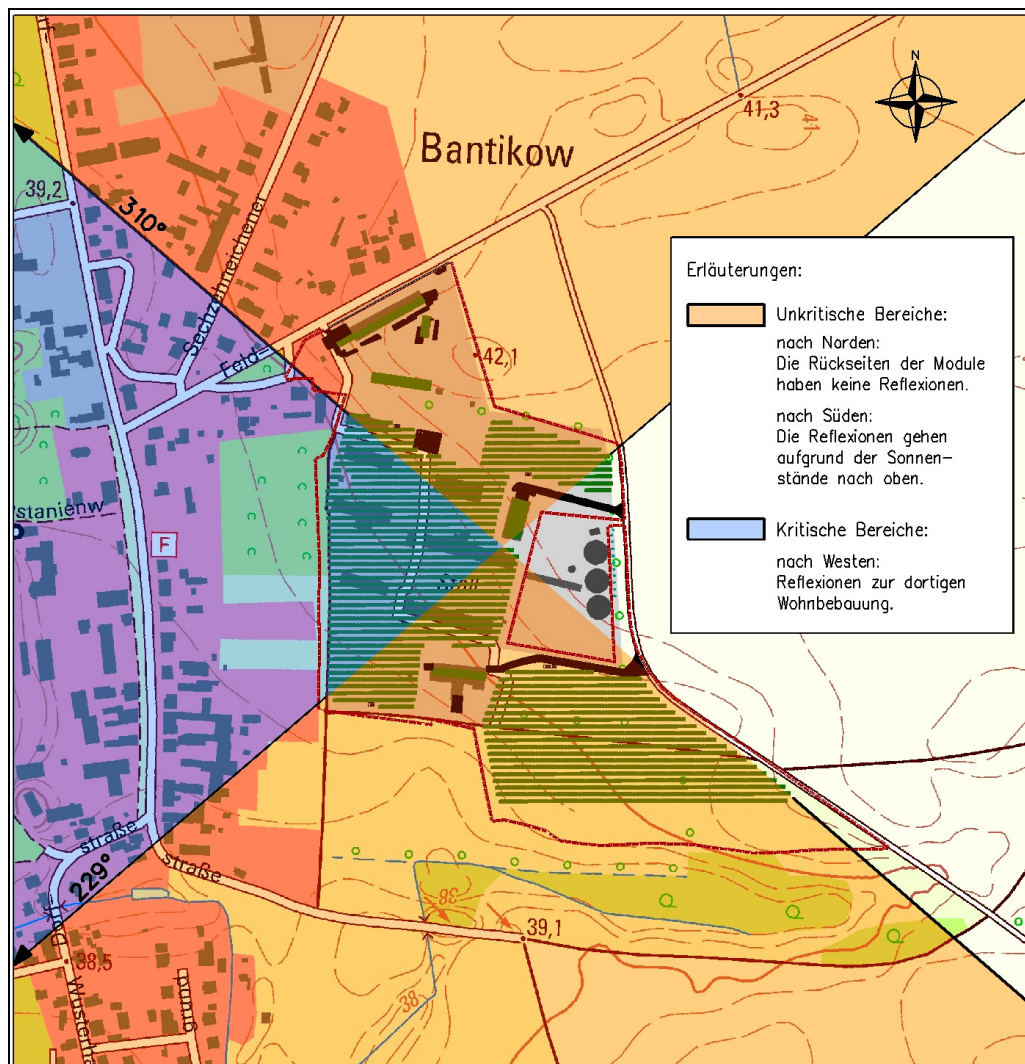 N
41,3
41
Bantikow
39,2
310°
Sechzehneichener
Feld-
42,1
Erläuterungen:
Unkritische Bereiche:
nach Norden:
Die Rückseiten der Module
haben keine Reflexionen.
nach Süden:
Die Reflexionen gehen
aufgrund der Sonnen-
stände nach oben.
Kritische Bereiche:
nach Westen:
Reflexionen zur dortigen
Wohnbebauung.
stanienw
F
Stall
straße
straße
229°
38
39,1
38,5
38